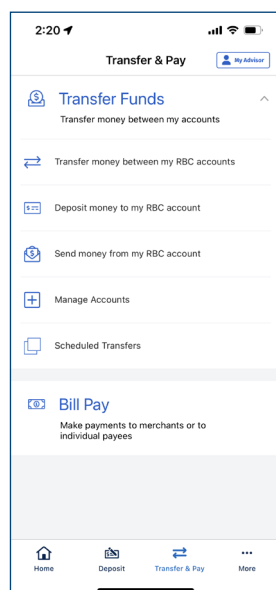 2:20
Transfer & Pay
My Advisor
Transfer Funds
Transfer money between my accounts
Transfer money between my RBC accounts
Deposit money to my RBC account
Send money from my RBC account
Manage Accounts
Scheduled Transfers
Bill Pay
Make payments to merchants or to
individual payees
Home Deposit Transfer & Pay More